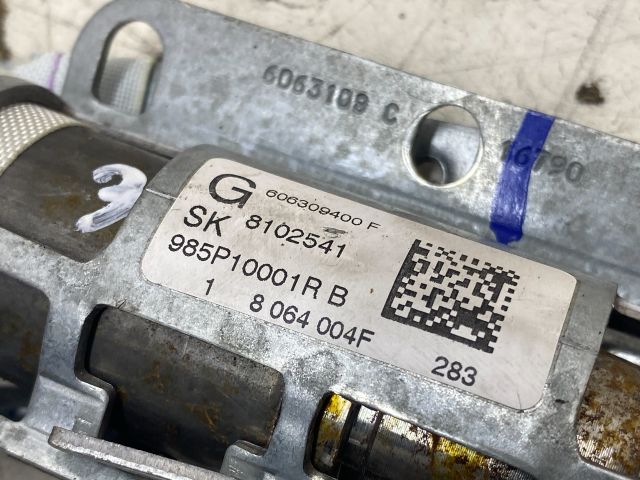 6063109 C
16790
3
G 606309400 F
SK 8102541
985P10001R B
1 8 064 004F
283